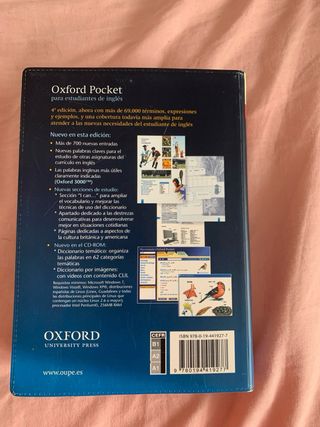 Oxford Pocket
para estudiantes de inglés
4ª edición, ahora con más de 69.000 términos, expresiones
y ejemplos, y una cobertura todavía más amplia para
atender a las nuevas necesidades del estudiante de inglés
Nuevo en esta edición:
• Más de 700 nuevas entradas
• Nuevas palabras claves para el
estudio de otras asignaturas del
currículo en inglés
• Las palabras inglesas más útiles
claramente indicadas
(Oxford 3000™)
• Nuevas secciones de estudio:
* Sección "I can..." para ampliar
el vocabulario y mejorar las
técnicas de uso del diccionario
* Apartado dedicado a las destrezas
comunicativas para desenvolverse
mejor en situaciones cotidianas
* Páginas dedicadas a aspectos de
la cultura británica y americana
• Nuevo en el CD-ROM:
* Diccionario temático: organiza
las palabras en 62 categorías
temáticas
* Diccionario por imágenes:
con vídeos con contenido CLIL
OXFORD
UNIVERSITY PRESS
www.oupe.es
CEFR
B1
A2
A1
ISBN 978-0-19-441927-7
9 780194 419277